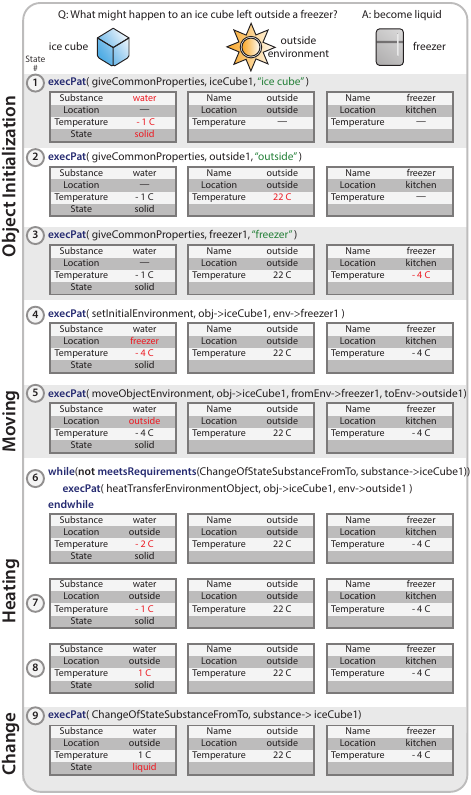 Q: What might happen to an ice cube left outside a freezer? A: become liquid
ice cube outside environment freezer
State #
Object Initialization
1 execPat( giveCommonProperties, iceCube1, “ice cube” )
Substance water Name outside Name freezer
Location — Location outside Location kitchen
Temperature - 1 C Temperature — Temperature —
State solid
2 execPat( giveCommonProperties, outside1, “outside” )
Substance water Name outside Name freezer
Location — Location outside Location kitchen
Temperature - 1 C Temperature 22 C Temperature —
State solid
3 execPat( giveCommonProperties, freezer1, “freezer” )
Substance water Name outside Name freezer
Location — Location outside Location kitchen
Temperature - 1 C Temperature 22 C Temperature - 4 C
State solid
4 execPat( setInitialEnvironment, obj->iceCube1, env->freezer1 )
Substance water Name outside Name freezer
Location freezer Location outside Location kitchen
Temperature - 4 C Temperature 22 C Temperature - 4 C
State solid
Moving
5 execPat( moveObjectEnvironment, obj->iceCube1, fromEnv->freezer1, toEnv->outside1)
Substance water Name outside Name freezer
Location outside Location outside Location kitchen
Temperature - 4 C Temperature 22 C Temperature - 4 C
State solid
Heating
6 while(not meetsRequirements(ChangeOfStateSubstanceFromTo, substance->iceCube1))
execPat( heatTransferEnvironmentObject, obj->iceCube1, env->outside1 )
endwhile
Substance water Name outside Name freezer
Location outside Location outside Location kitchen
Temperature - 2 C Temperature 22 C Temperature - 4 C
State solid
7
Substance water Name outside Name freezer
Location outside Location outside Location kitchen
Temperature - 1 C Temperature 22 C Temperature - 4 C
State solid
8
Substance water Name outside Name freezer
Location outside Location outside Location kitchen
Temperature 1 C Temperature 22 C Temperature - 4 C
State solid
Change
9 execPat( ChangeOfStateSubstanceFromTo, substance-> iceCube1)
Substance water Name outside Name freezer
Location outside Location outside Location kitchen
Temperature 1 C Temperature 22 C Temperature - 4 C
State liquid